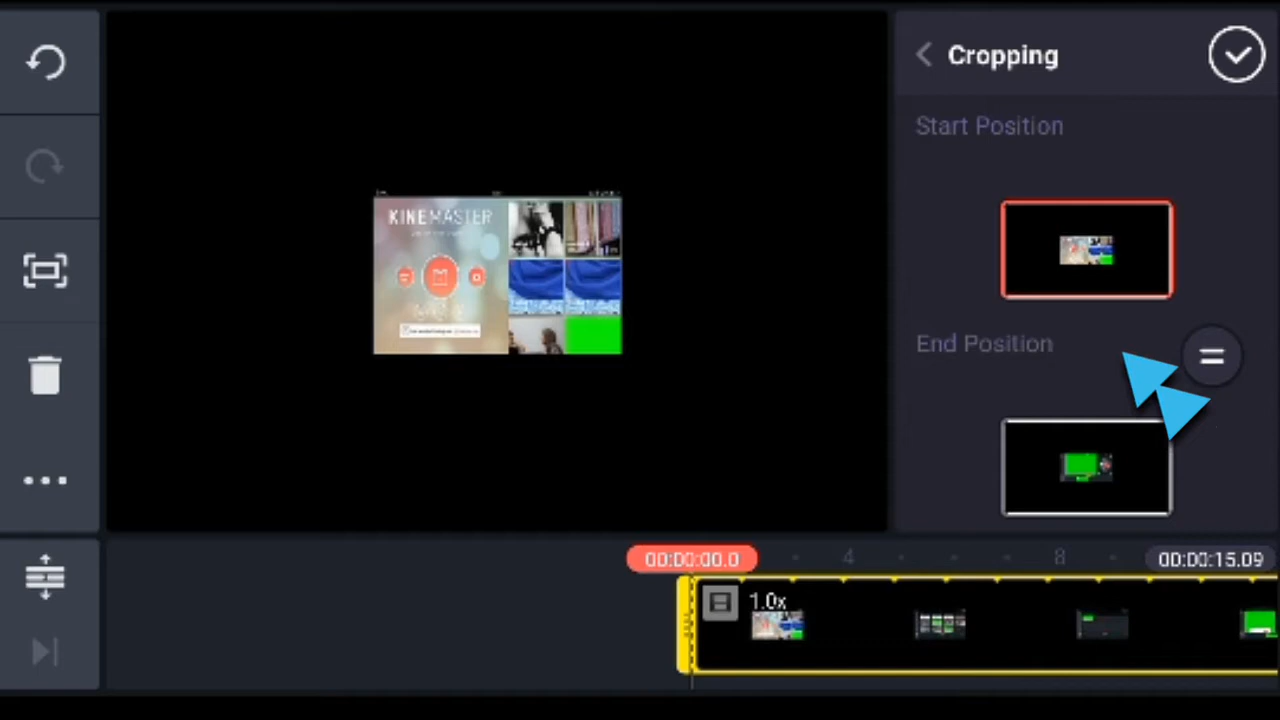 Cropping
Start Position
KINEMASTER
End Position
=
00:00:00.0
4
8
00:00:15.09
1.0x